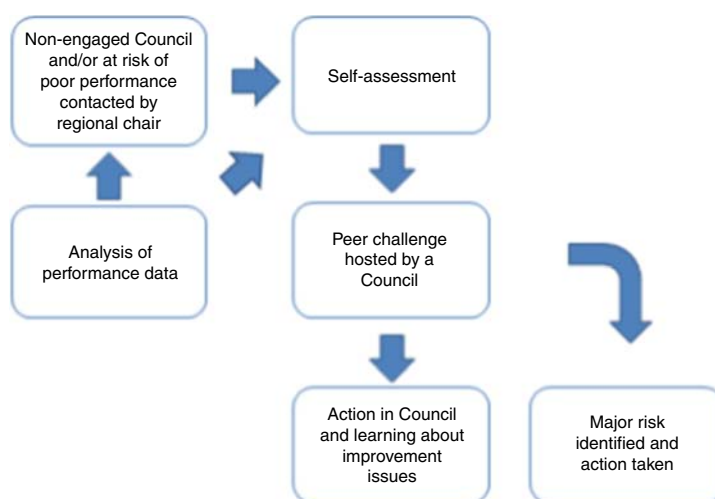 Non-engaged Council
and/or at risk of
poor performance
contacted by
regional chair
Self-assessment
Analysis of
performance data
Peer challenge
hosted by a
Council
Action in Council
and learning about
improvement
issues
Major risk
identified and
action taken